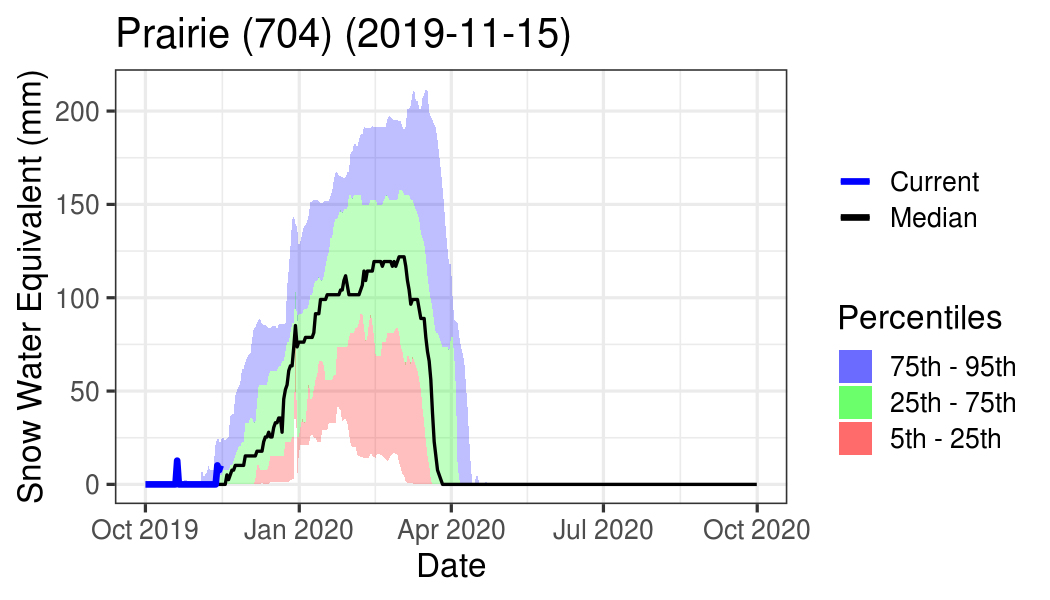 Prairie (704) (2019-11-15)
Snow Water Equivalent (mm)
200
150
100
50
0
Oct 2019
Jan 2020
Apr 2020
Jul 2020
Oct 2020
Date
Current
Median
Percentiles
75th - 95th
25th - 75th
5th - 25th